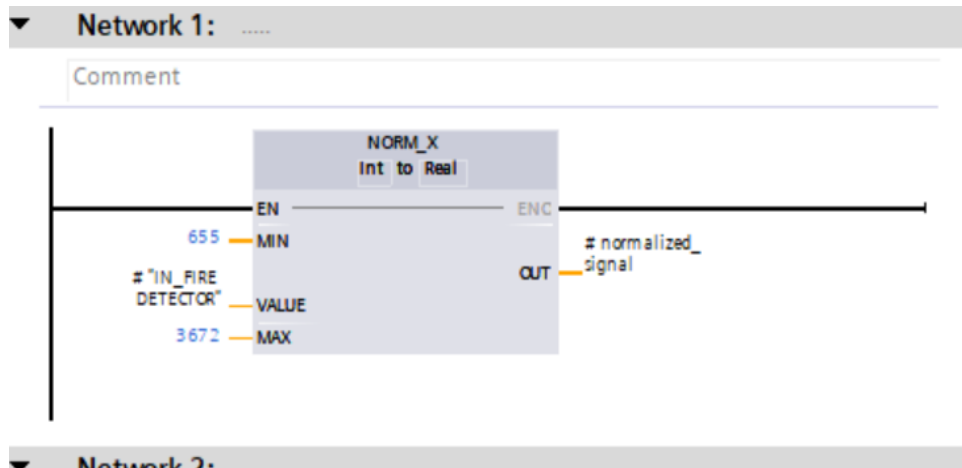 Network 1: .....
Comment
NORM_X
Int to Real
EN ENO
655 MIN
# normalized_
signal
OUT
# "IN_FIRE
DETECTOR"
VALUE
3672 MAX
Network 2: